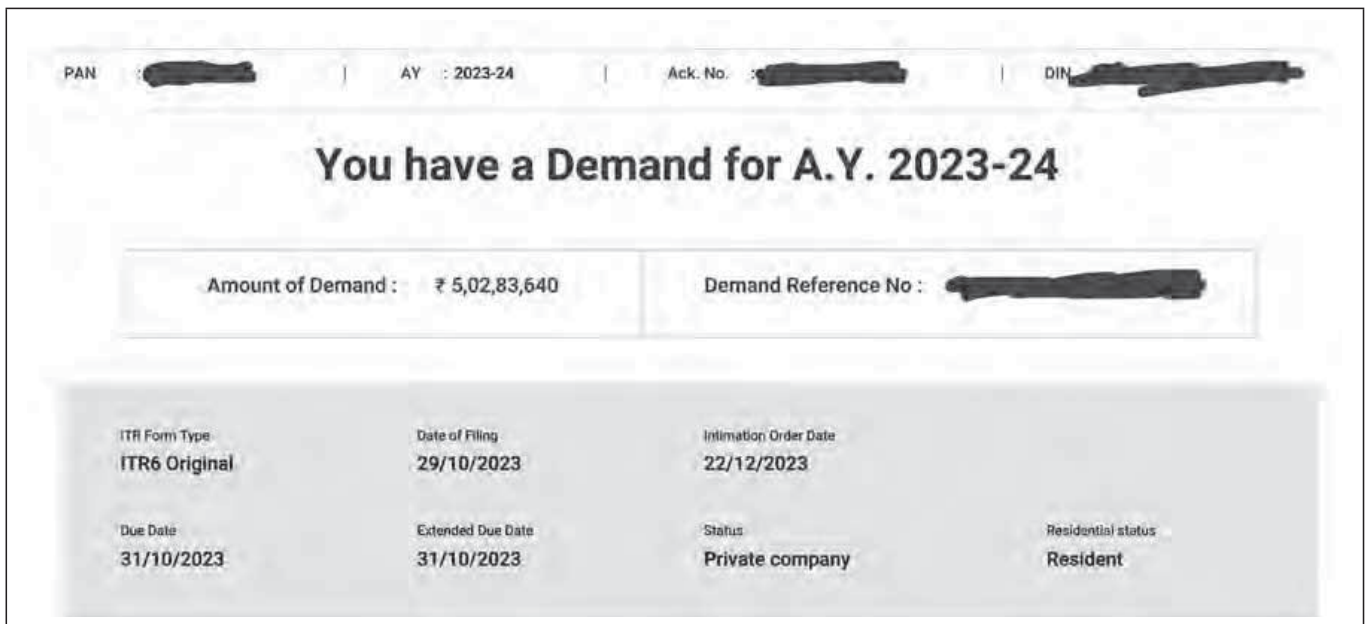 PAN : | AY : 2023-24 | Ack. No. : | DIN
You have a Demand for A.Y. 2023-24
Amount of Demand : ₹ 5,02,83,640 Demand Reference No :
ITR Form Type Date of Filing Intimation Order Date
ITR6 Original 29/10/2023 22/12/2023
Due Date Extended Due Date Status Residential status
31/10/2023 31/10/2023 Private company Resident